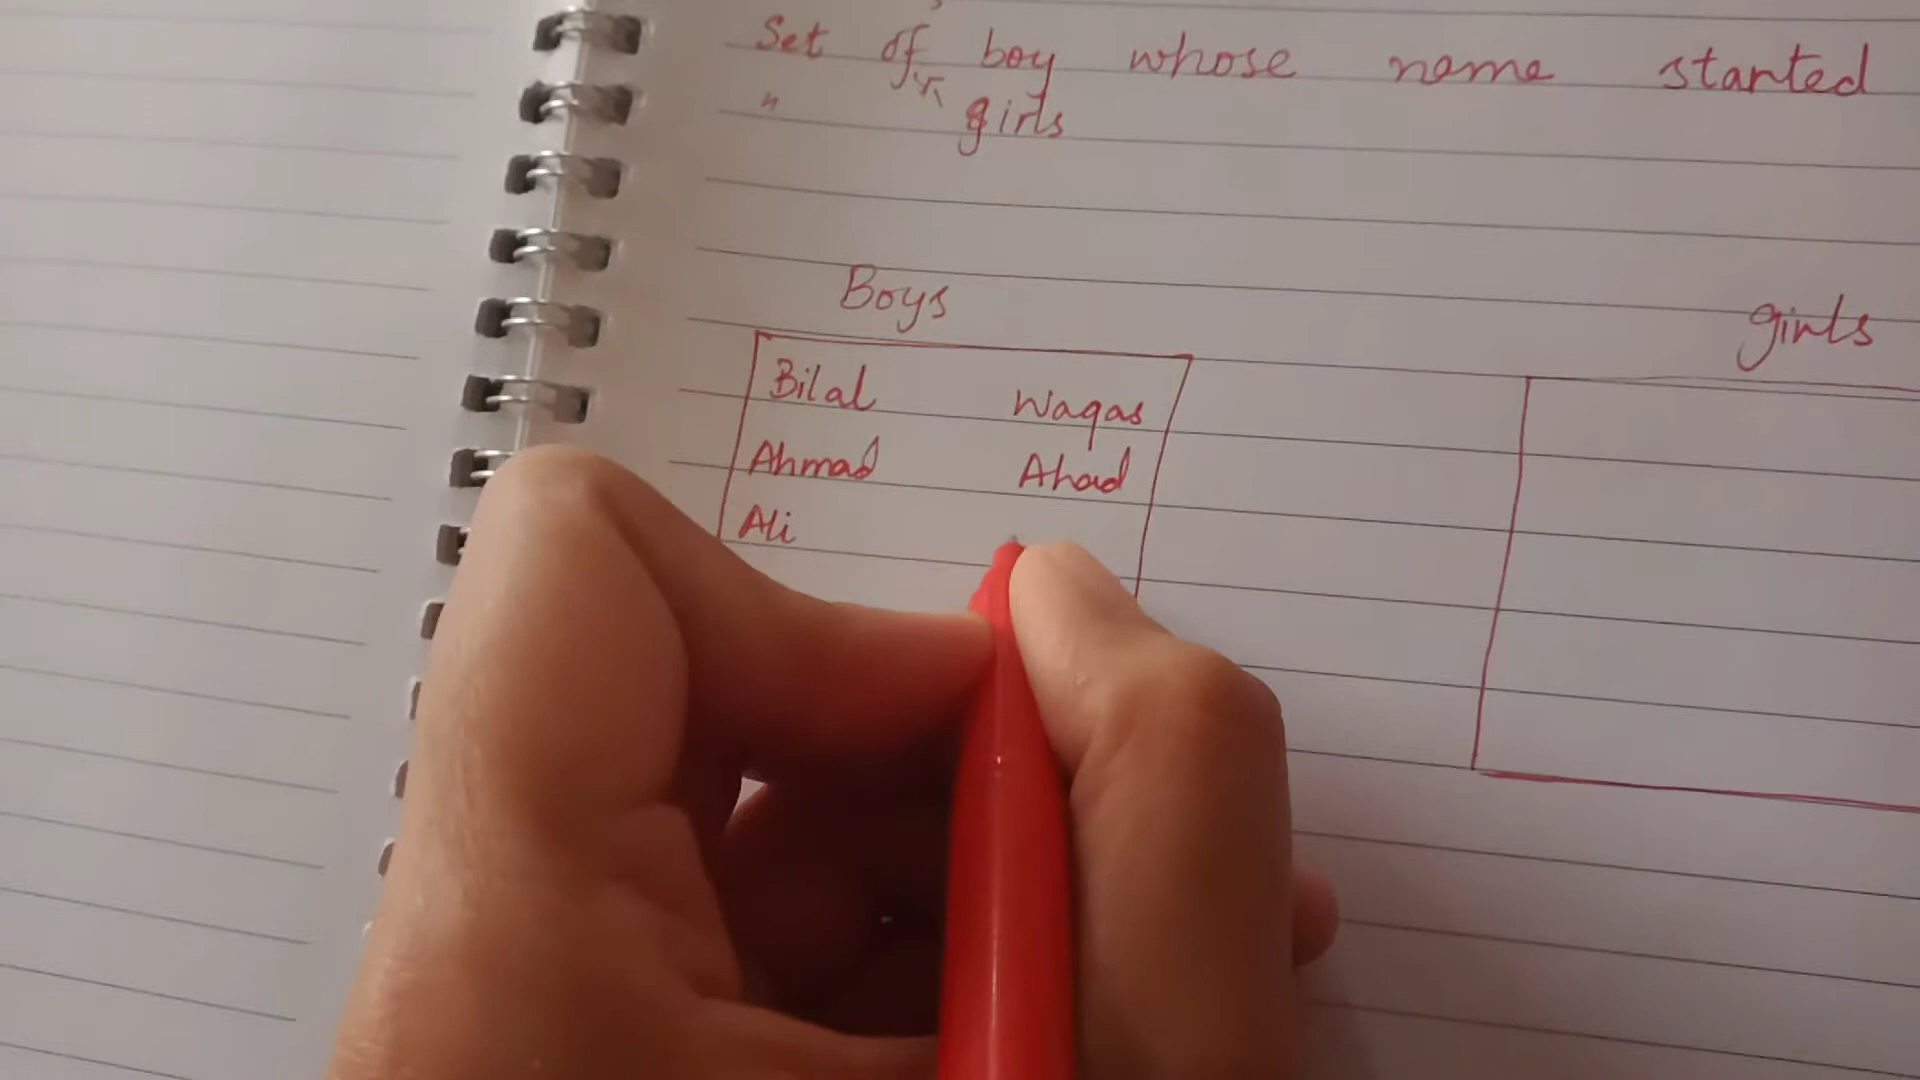 Set of boy whose name started
" " girls
Boys
girls
Bilal Waqas
Ahmad Ahad
Ali